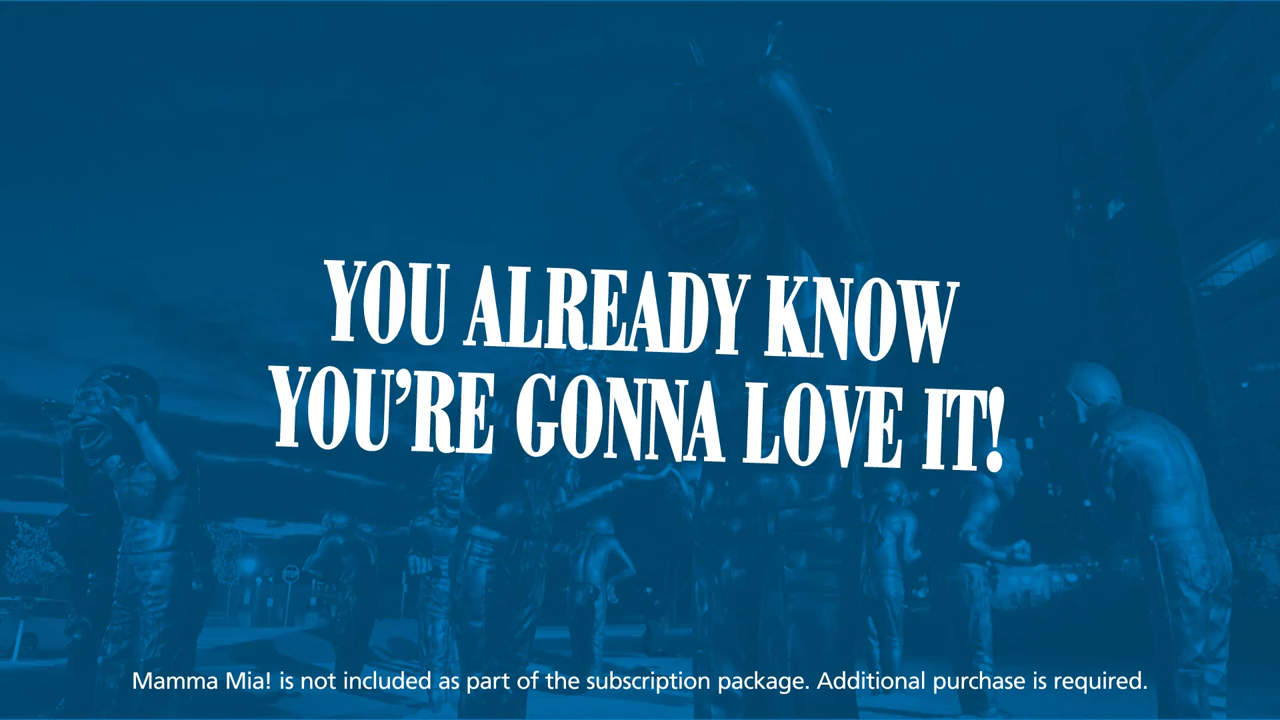 YOU ALREADY KNOW
YOU’RE GONNA LOVE IT!
Mamma Mia! is not included as part of the subscription package. Additional purchase is required.